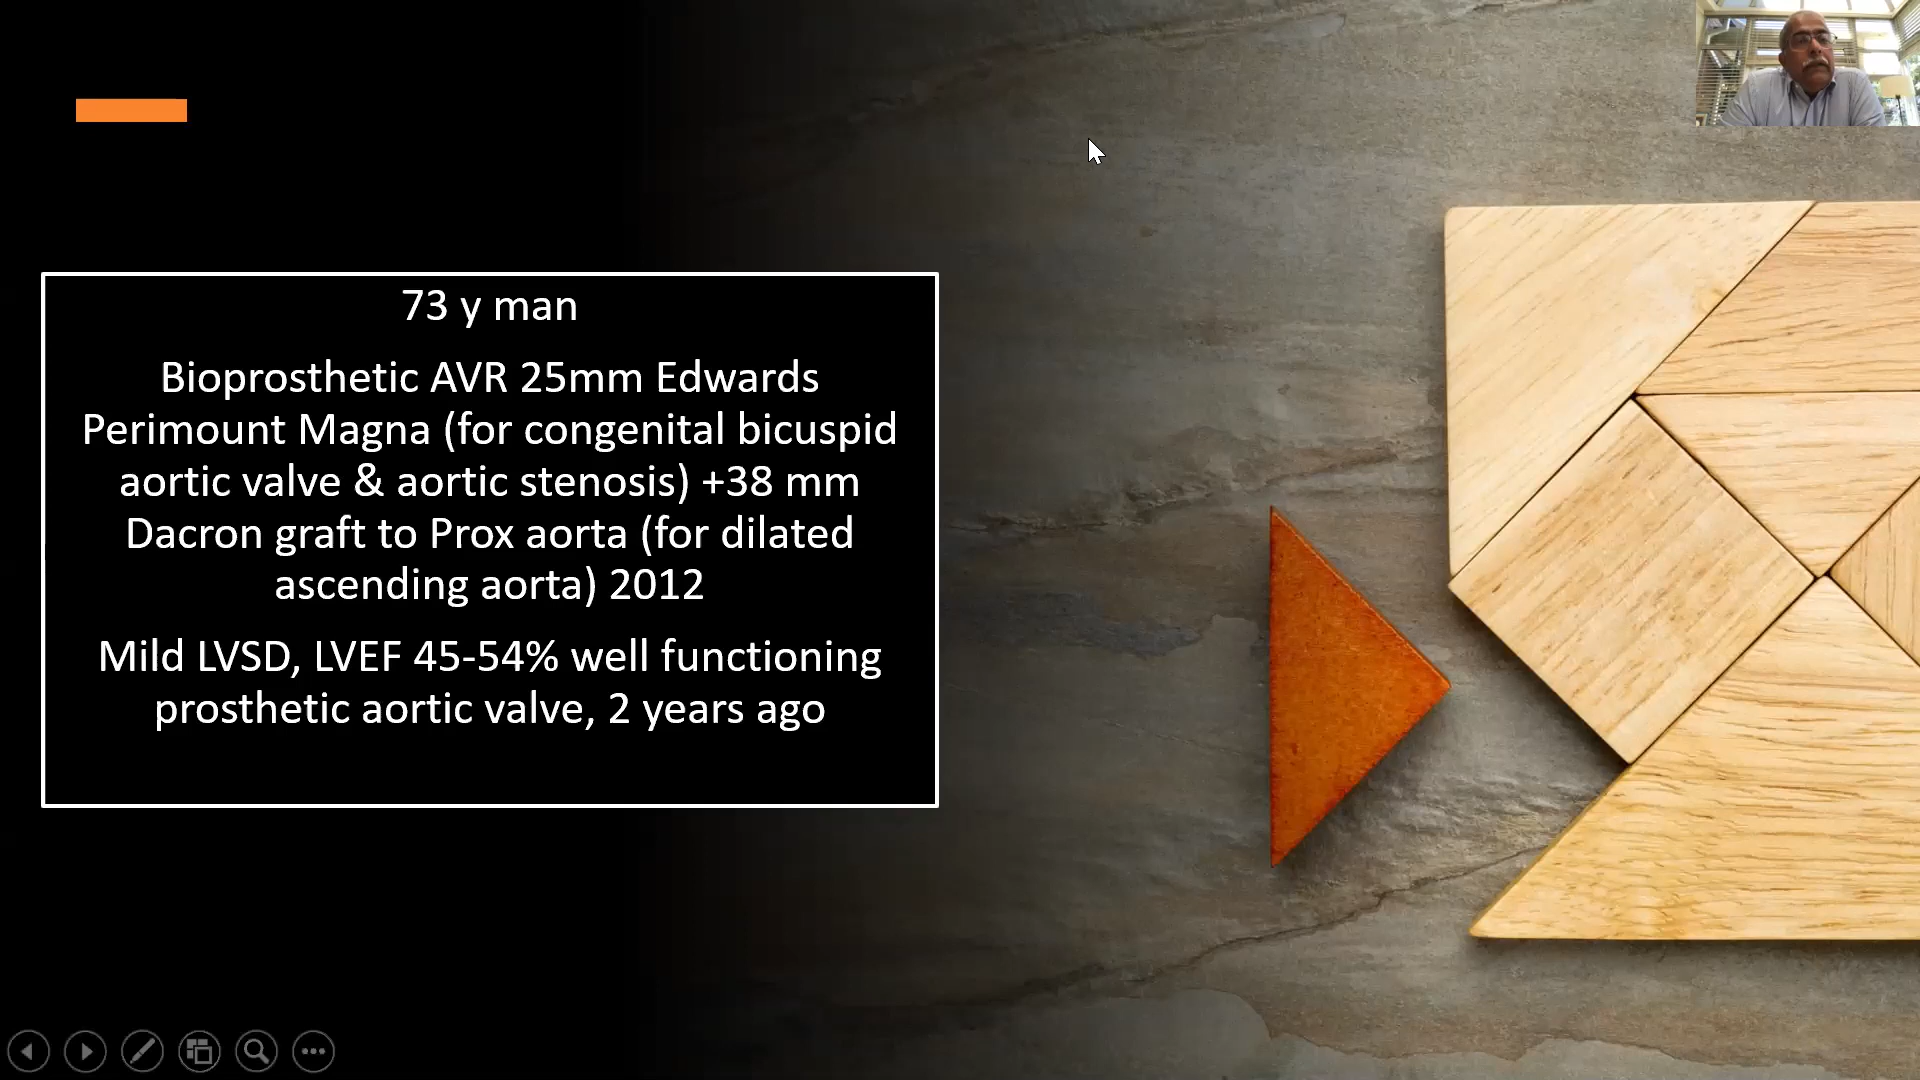 73 y man
Bioprosthetic AVR 25mm Edwards
Perimount Magna (for congenital bicuspid
aortic valve & aortic stenosis) +38 mm
Dacron graft to Prox aorta (for dilated
ascending aorta) 2012
Mild LVSD, LVEF 45-54% well functioning
prosthetic aortic valve, 2 years ago